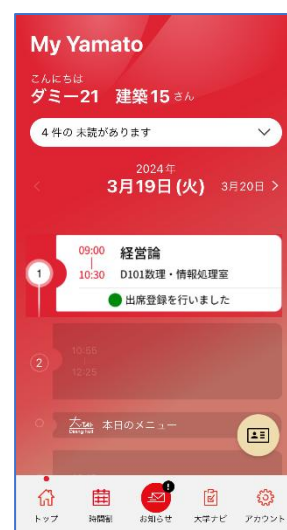 My Yamato
こんにちは
ダミー21 建築15 さん
4 件の 未読があります
2024年
3月19日 (火) 3月20日
1
09:00 経営論
10:30 D101数理・情報処理室
出席登録を行いました
2
10:55
12:25
本日のメニュー
トップ 時間割 お知らせ 大学ナビ アカウント